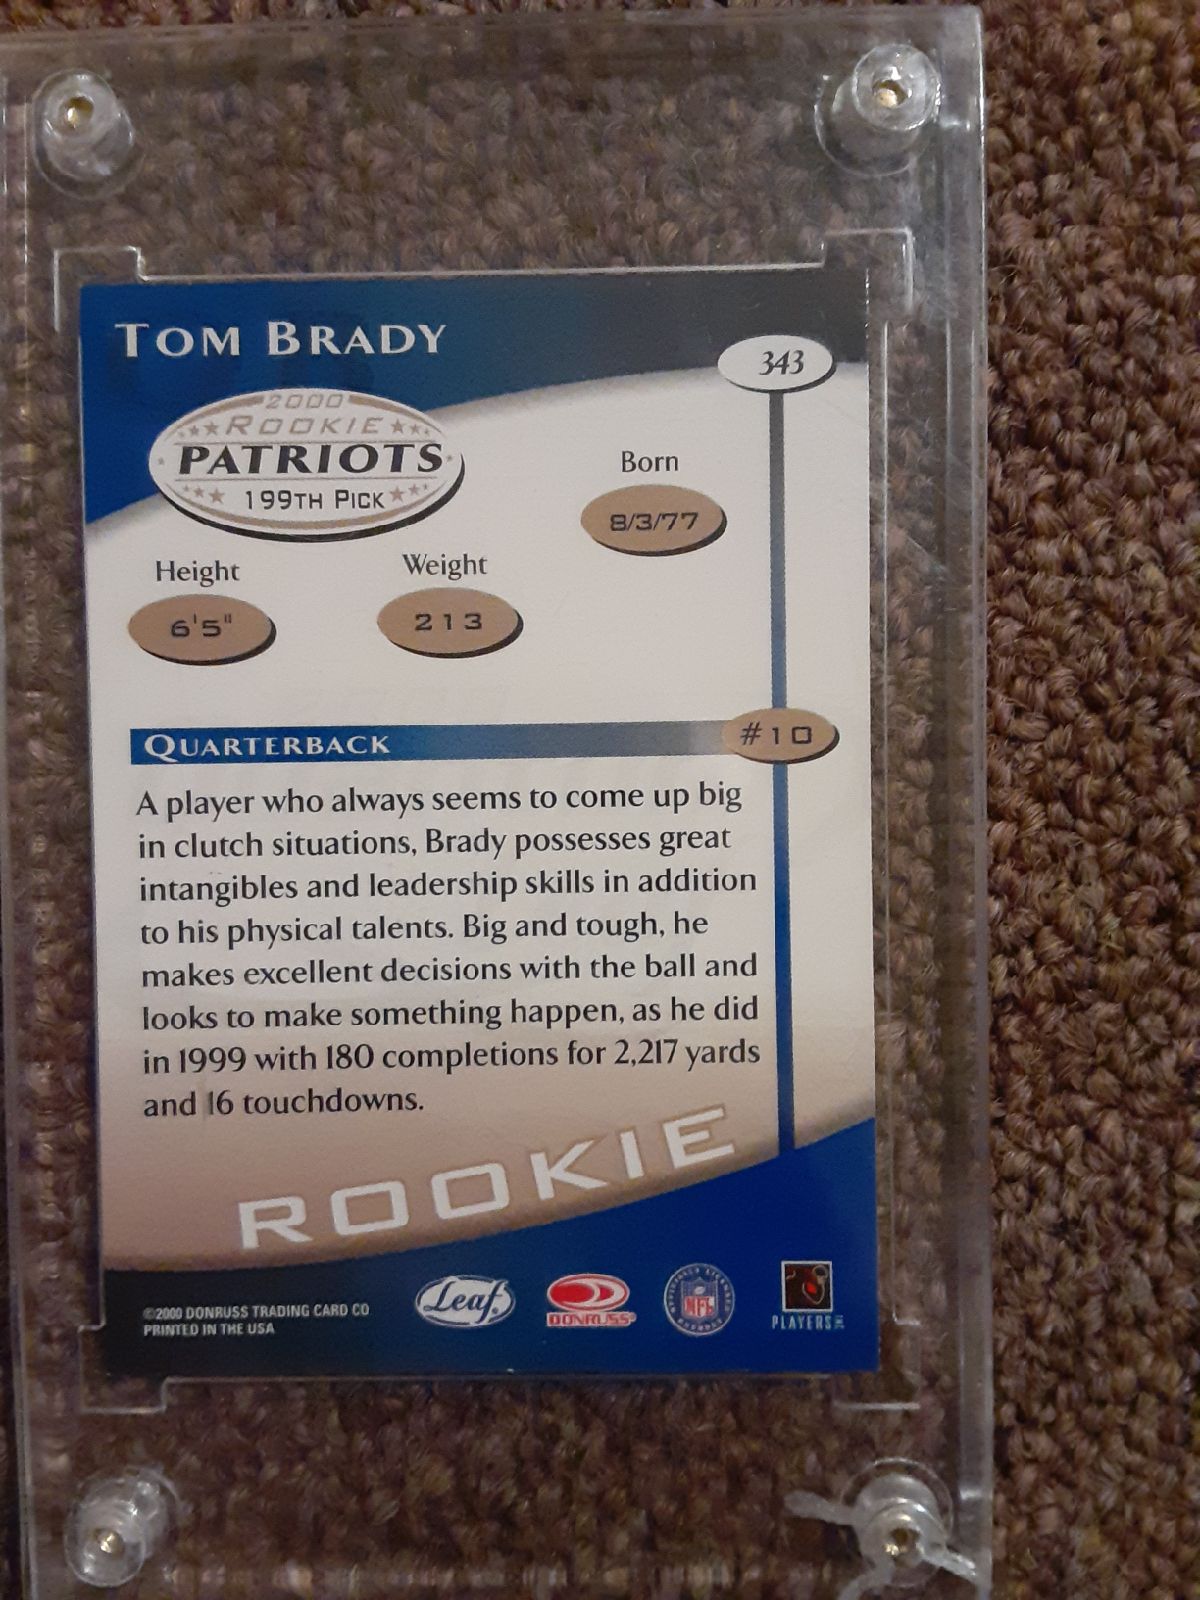 TOM BRADY
343
2000
ROOKIE
PATRIOTS
199TH PICK
Born
8/3/77
Height
6'5"
Weight
213
QUARTERBACK
#10
A player who always seems to come up big
in clutch situations, Brady possesses great
intangibles and leadership skills in addition
to his physical talents. Big and tough, he
makes excellent decisions with the ball and
looks to make something happen, as he did
in 1999 with 180 completions for 2,217 yards
and 16 touchdowns.
ROOKIE
©2000 DONRUSS TRADING CARD CO
PRINTED IN THE USA
Leaf
DONRUSS
NFL
PLAYERS